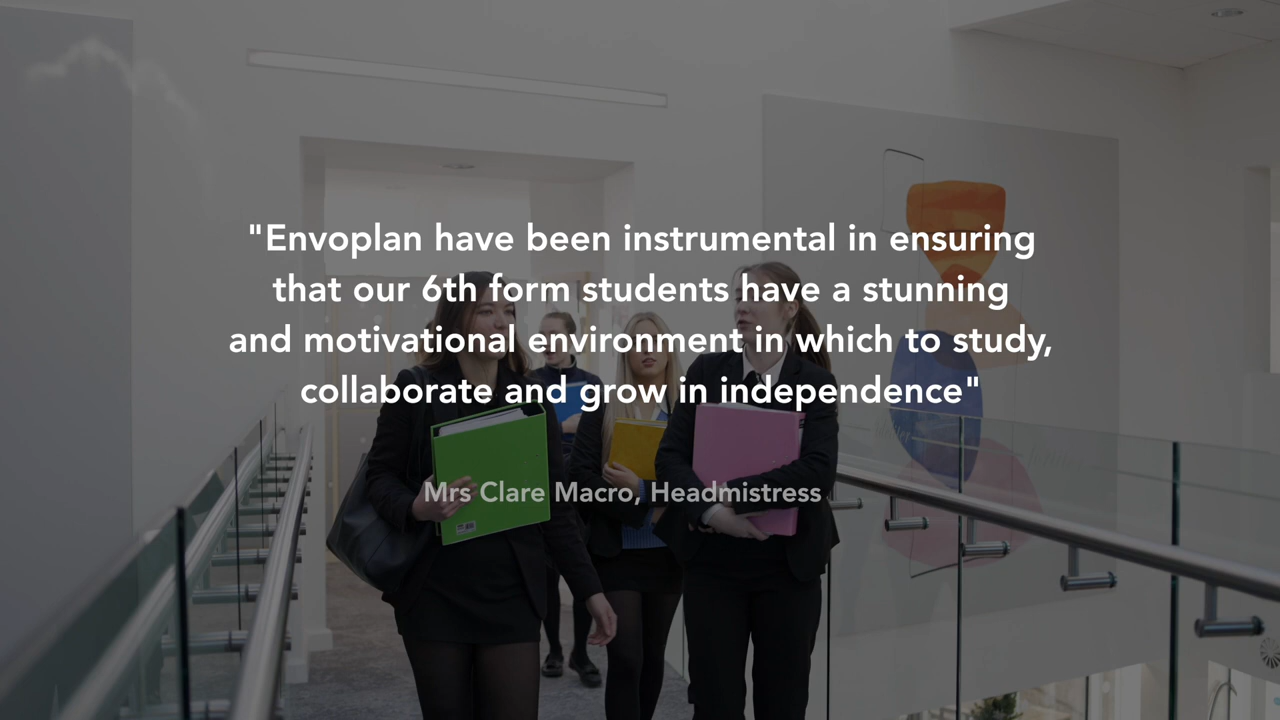 "Envoplan have been instrumental in ensuring
that our 6th form students have a stunning
and motivational environment in which to study,
collaborate and grow in independence"
Mrs Clare Macro, Headmistress